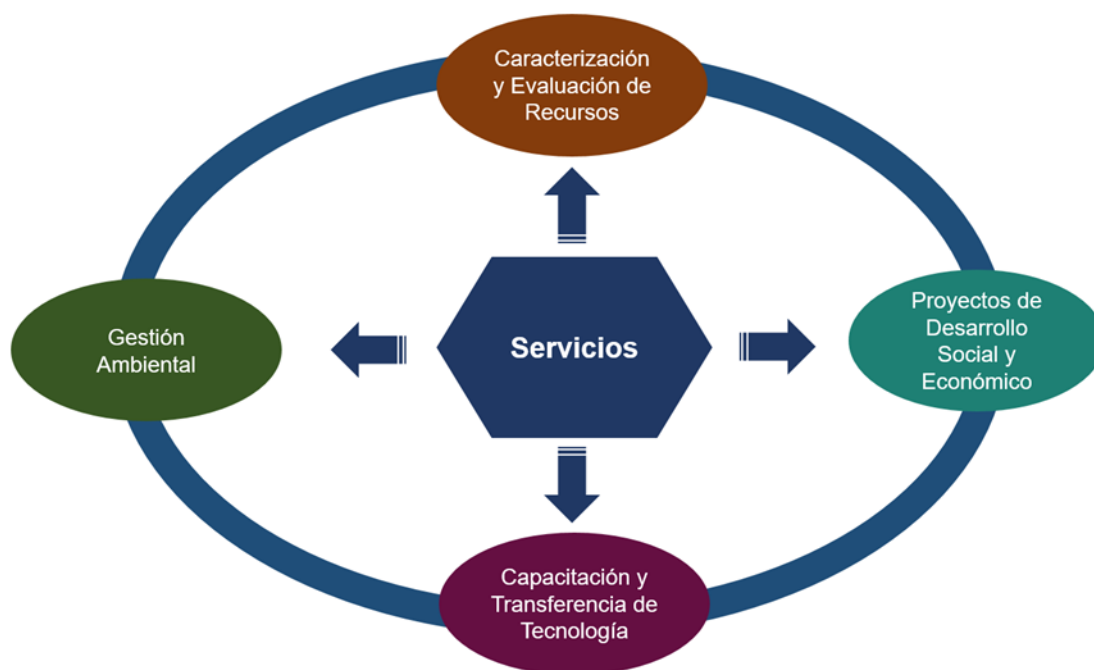 Caracterización
y Evaluación de
Recursos
Gestión
Ambiental
Servicios
Proyectos de
Desarrollo
Social y
Económico
Capacitación y
Transferencia de
Tecnología